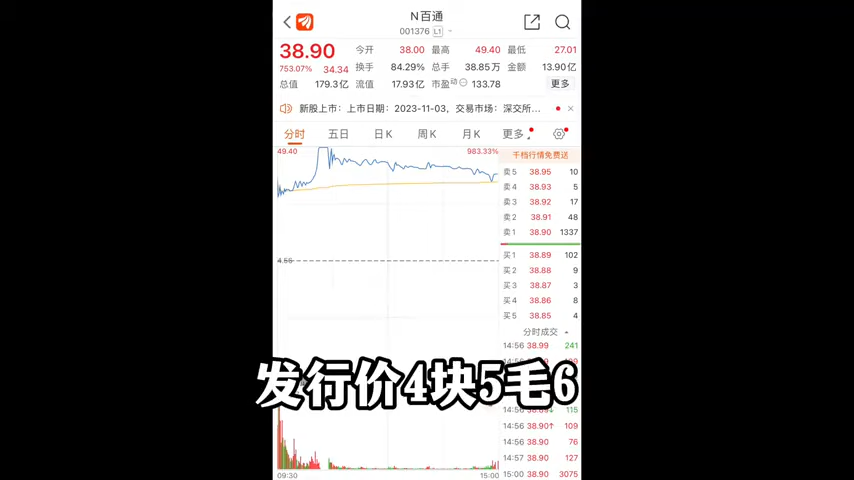 N百通
001376 L1
38.90 今开 38.00 最高 49.40 最低 27.01
753.07% 34.34 换手 84.29% 总手 38.85万 金额 13.90亿
总值 179.3亿 流值 17.93亿 市盈动 133.78 更多
新股上市：上市日期：2023-11-03，交易市场：深交所...
分时 五日 日K 周K 月K 更多
49.40 983.33% 千档行情免费送
卖5 38.95 10
卖4 38.93 5
卖3 38.92 17
卖2 38.91 48
卖1 38.90 1337
4.56
买1 38.89 102
买2 38.88 9
买3 38.87 3
买4 38.86 8
买5 38.85 4
分时成交
14:56 38.99 241
发行价4块5毛6
14:56 38.90↑ 109
14:56 38.90 76
14:57 38.90 127
09:30 15:00 15:00 38.90 3075